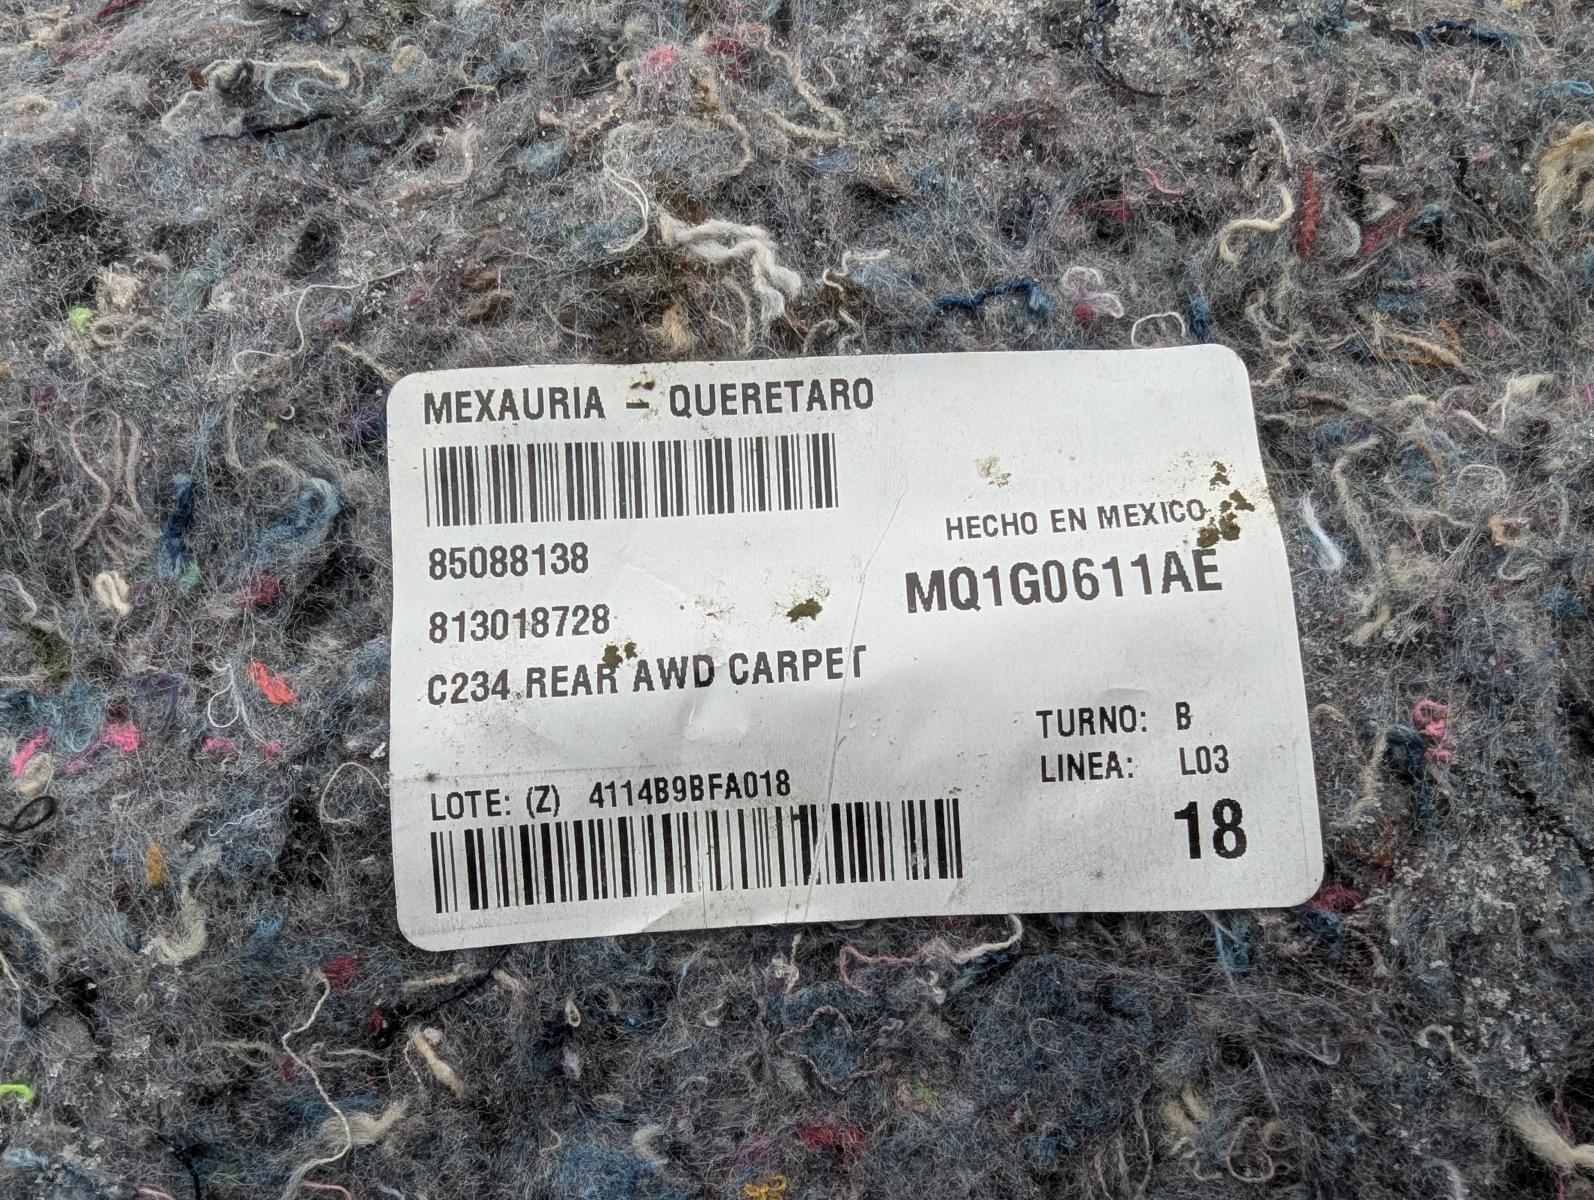 MEXAURIA - QUERETARO
85088138
HECHO EN MEXICO
813018728
MQ1G0611AE
C234 REAR AWD CARPET
TURNO: B
LINEA: L03
LOTE: (Z) 4114B9BFA018
18